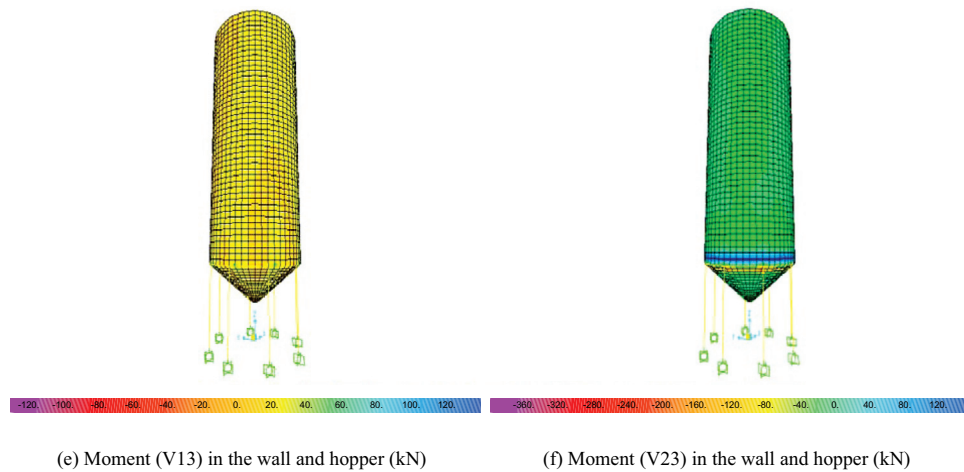 -120. -100. -80. -60. -40. -20. 0. 20. 40. 60. 80. 100. 120.
-360. -320. -280. -240. -200. -160. -120. -80. -40. 0. 40. 80. 120.
(e) Moment (V13) in the wall and hopper (kN)
(f) Moment (V23) in the wall and hopper (kN)